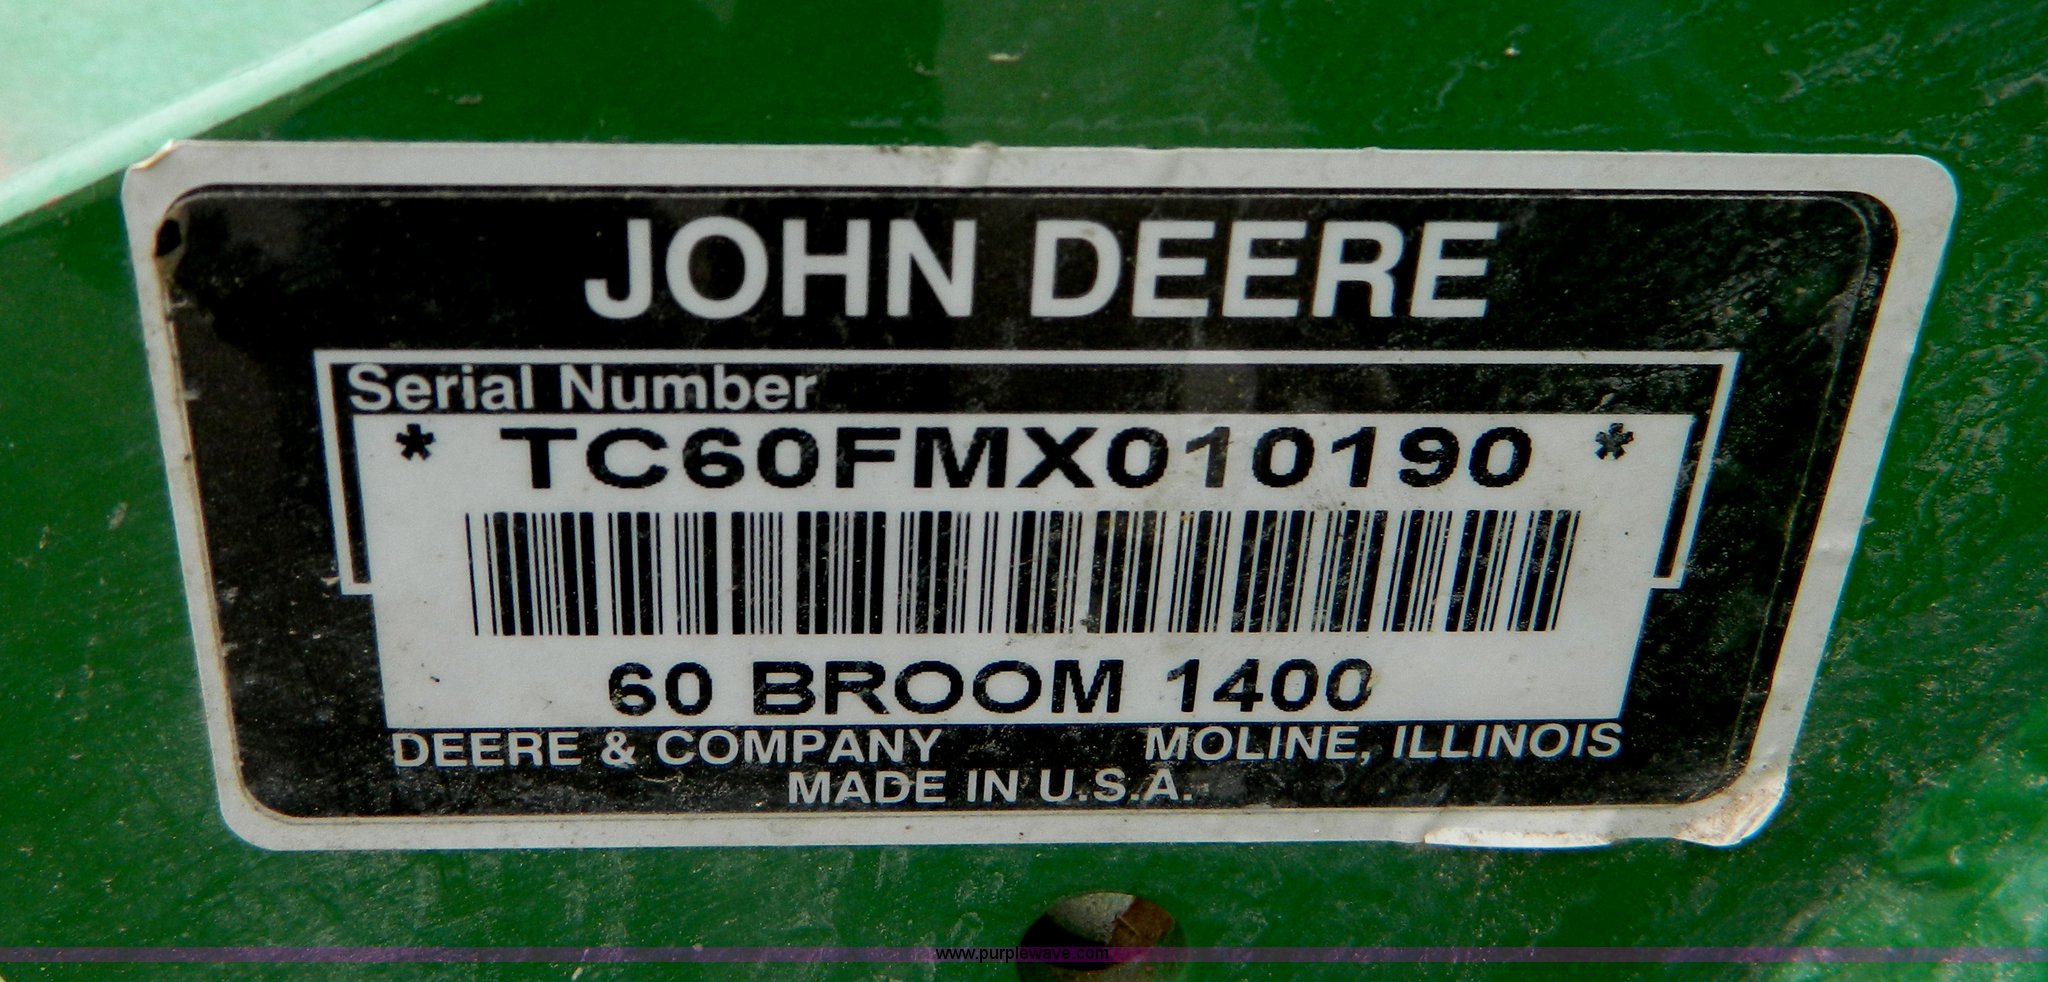 JOHN DEERE
Serial Number
* TC60FMX010190 *
60 BROOM 1400
DEERE & COMPANY MOLINE, ILLINOIS
MADE IN U.S.A.
www.purplewave.com